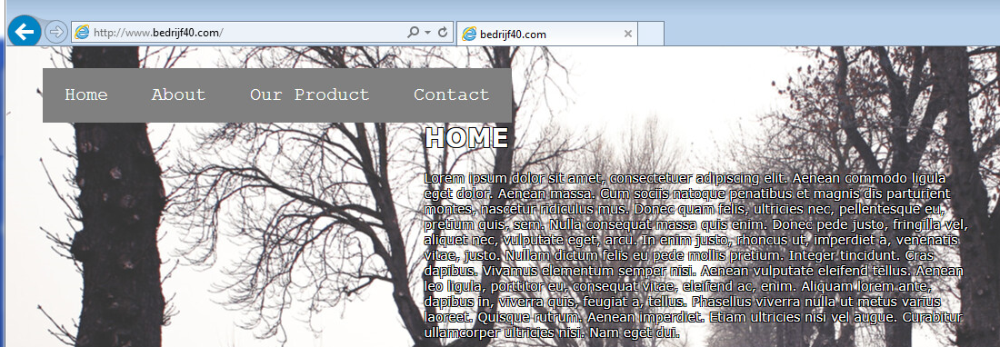 http://www.bedrijf40.com/
bedrijf40.com
Home About Our Product Contact
HOME
Lorem ipsum dolor sit amet, consectetuer adipiscing elit. Aenean commodo ligula
eget dolor. Aenean massa. Cum sociis natoque penatibus et magnis dis parturient
montes, nascetur ridiculus mus. Donec quam felis, ultricies nec, pellentesque eu,
pretium quis, sem. Nulla consequat massa quis enim. Donec pede justo, fringilla vel,
aliquet nec, vulputate eget, arcu. In enim justo, rhoncus ut, imperdiet a, venenatis
vitae, justo. Nullam dictum felis eu pede mollis pretium. Integer tincidunt. Cras
dapibus. Vivamus elementum semper nisi. Aenean vulputate eleifend tellus. Aenean
leo ligula, porttitor eu, consequat vitae, eleifend ac, enim. Aliquam lorem ante,
dapibus in, viverra quis, feugiat a, tellus. Phasellus viverra nulla ut metus varius
laoreet. Quisque rutrum. Aenean imperdiet. Etiam ultricies nisi vel augue. Curabitur
ullamcorper ultricies nisi. Nam eget dui.